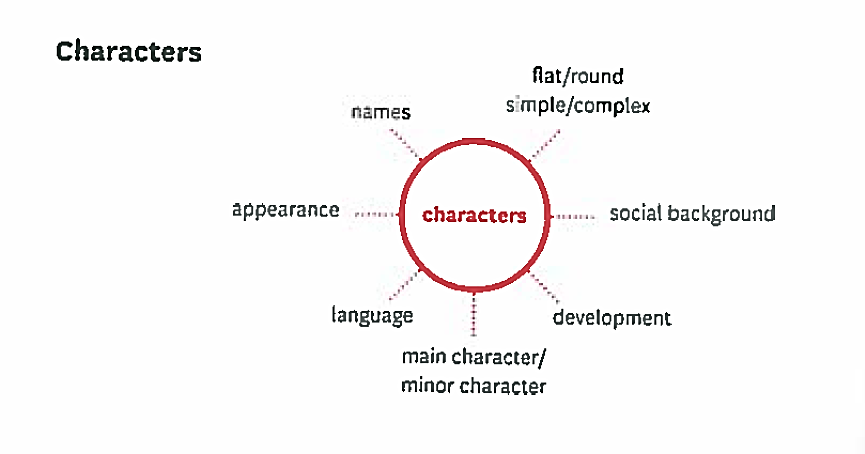 Characters
flat/round
simple/complex
names
appearance
characters
social background
language
development
main character/
minor character